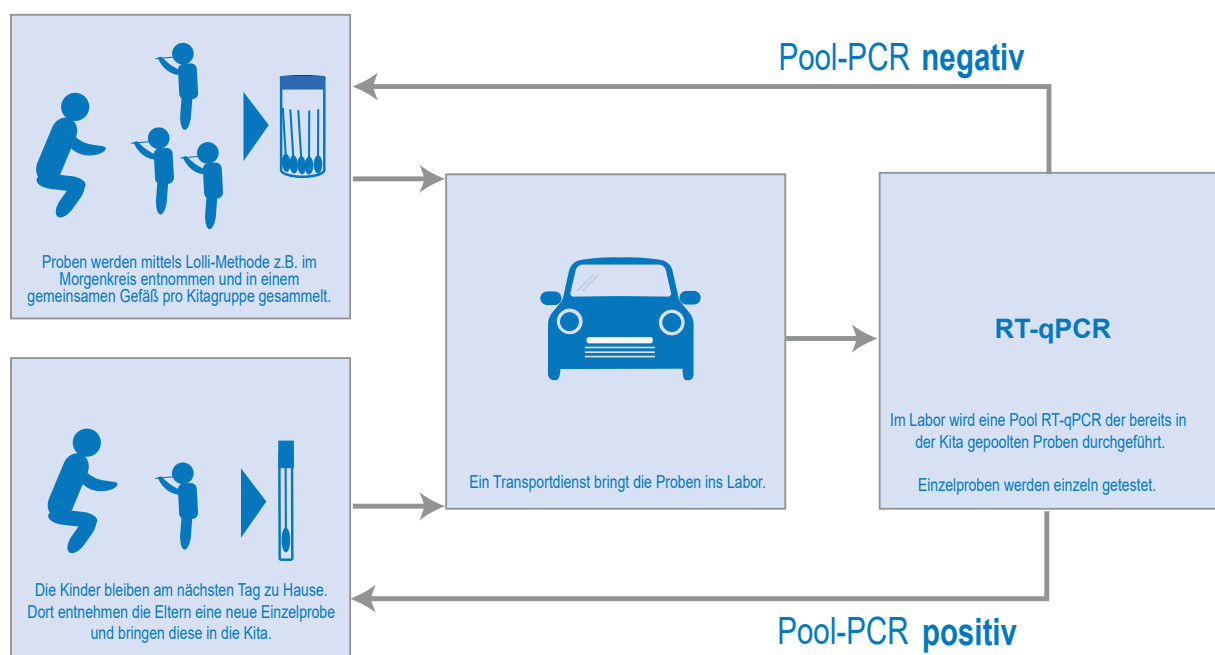 Pool-PCR negativ
Proben werden mittels Lolli-Methode z.B. im
Morgenkreis entnommen und in einem
gemeinsamen Gefäß pro Kitagruppe gesammelt.
Ein Transportdienst bringt die Proben ins Labor.
RT-qPCR
Im Labor wird eine Pool RT-qPCR der bereits in
der Kita gepoolten Proben durchgeführt.
Einzelproben werden einzeln getestet.
Die Kinder bleiben am nächsten Tag zu Hause.
Dort entnehmen die Eltern eine neue Einzelprobe
und bringen diese in die Kita.
Pool-PCR positiv